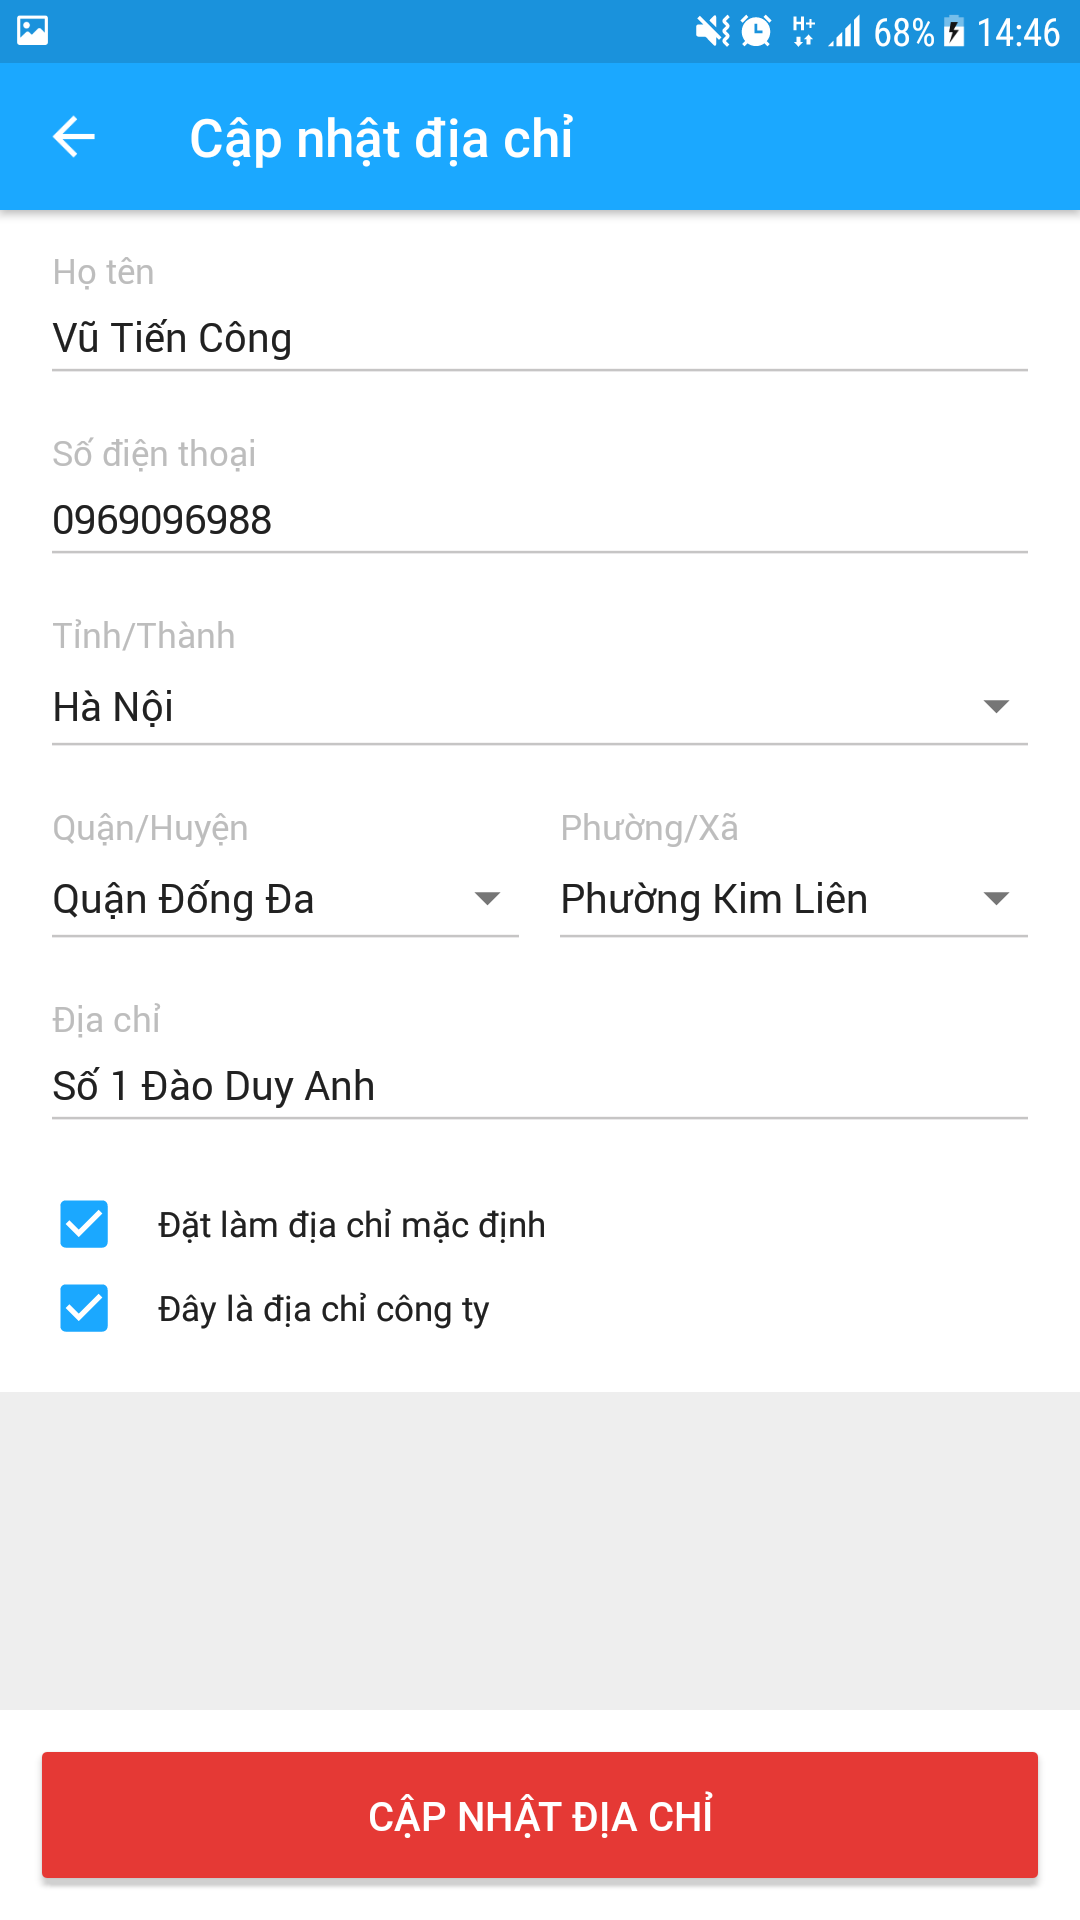 H+ 68% 14:46
Cập nhật địa chỉ
Họ tên
Vũ Tiến Công
Số điện thoại
0969096988
Tỉnh/Thành
Hà Nội
Quận/Huyện Phường/Xã
Quận Đống Đa Phường Kim Liên
Địa chỉ
Số 1 Đào Duy Anh
Đặt làm địa chỉ mặc định
Đây là địa chỉ công ty
CẬP NHẬT ĐỊA CHỈ